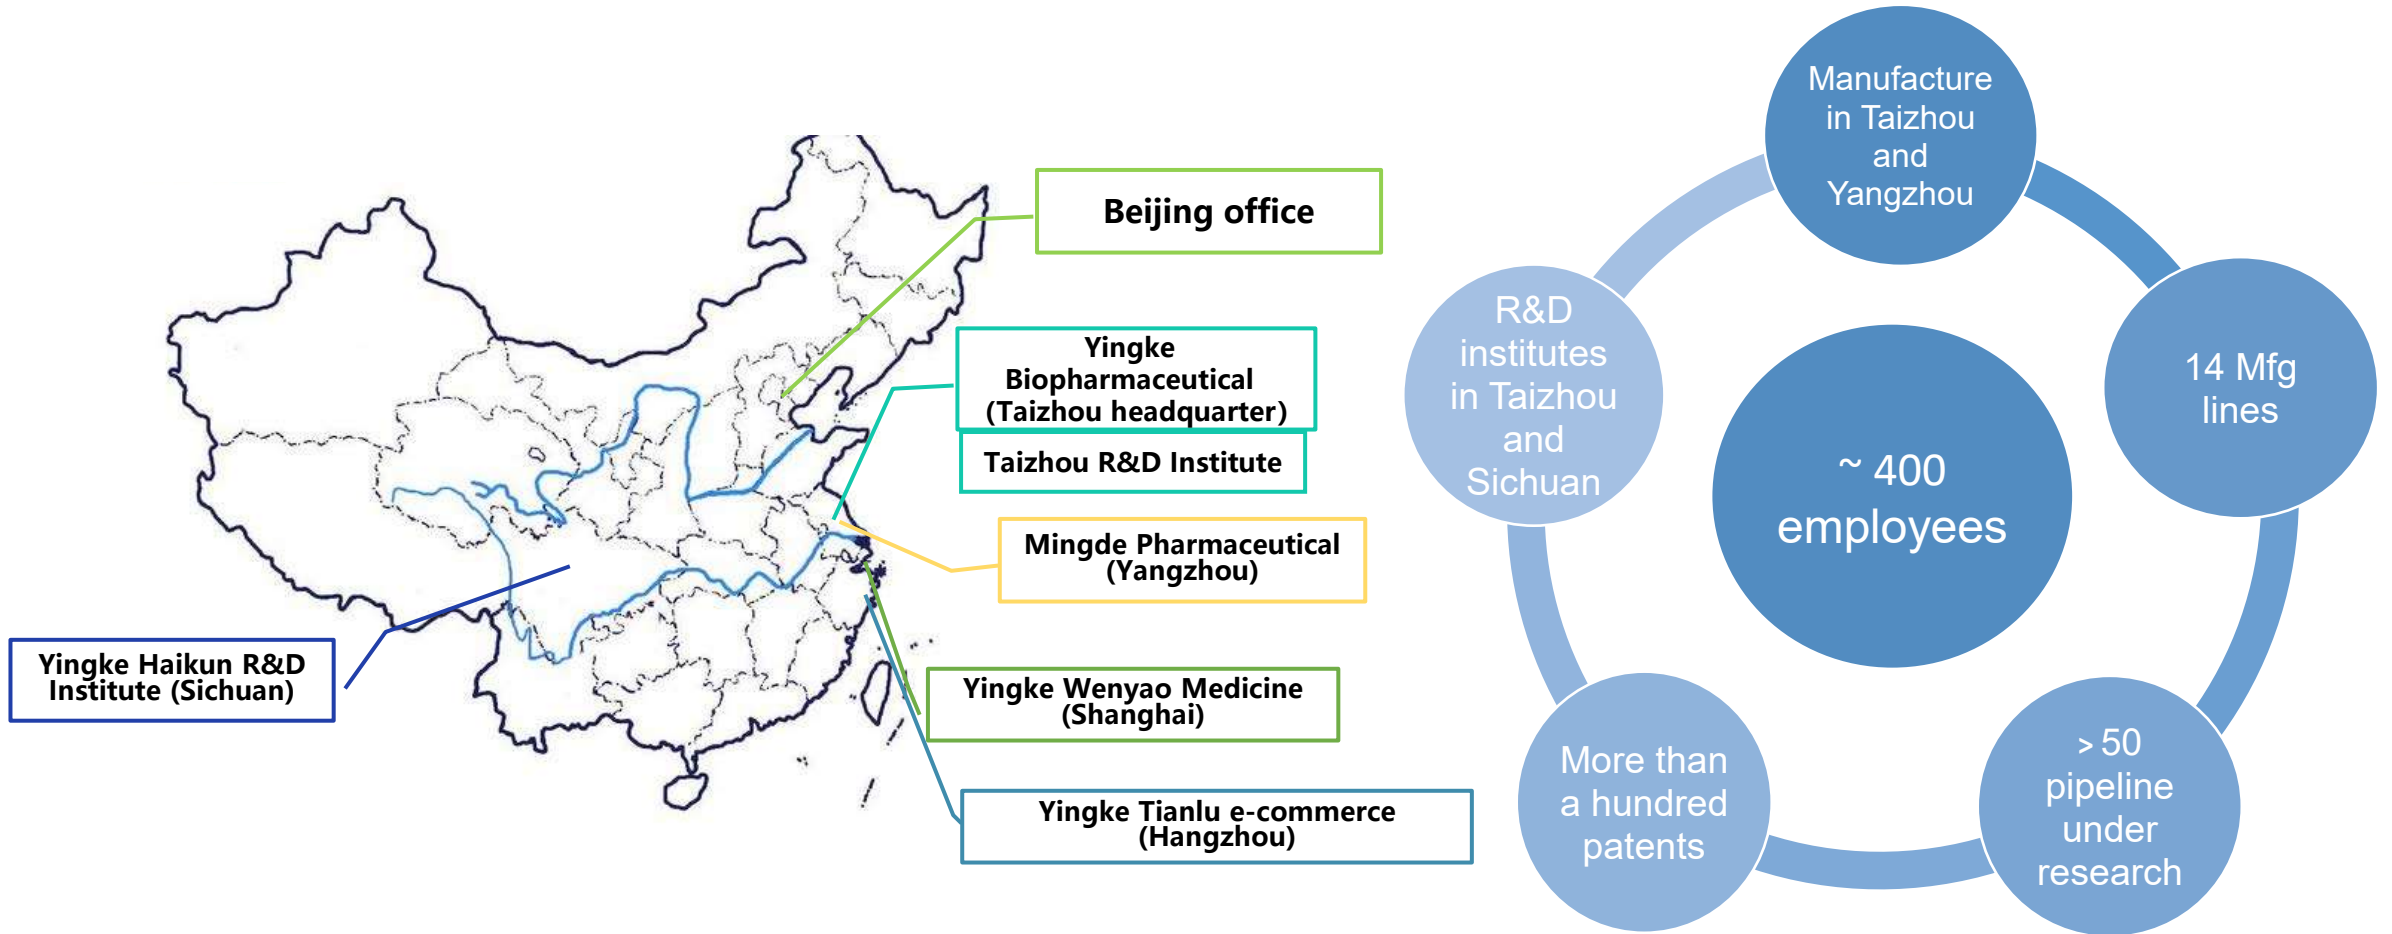 Beijing office
Yingke
Biopharmaceutical
(Taizhou headquarter)
Taizhou R&D Institute
Mingde Pharmaceutical
(Yangzhou)
Yingke Haikun R&D
Institute (Sichuan)
Yingke Wenyao Medicine
(Shanghai)
Yingke Tianlu e-commerce
(Hangzhou)
Manufacture
in Taizhou
and
Yangzhou
14 Mfg
lines
> 50
pipeline
under
research
More than
a hundred
patents
R&D
institutes
in Taizhou
and
Sichuan
~ 400
employees